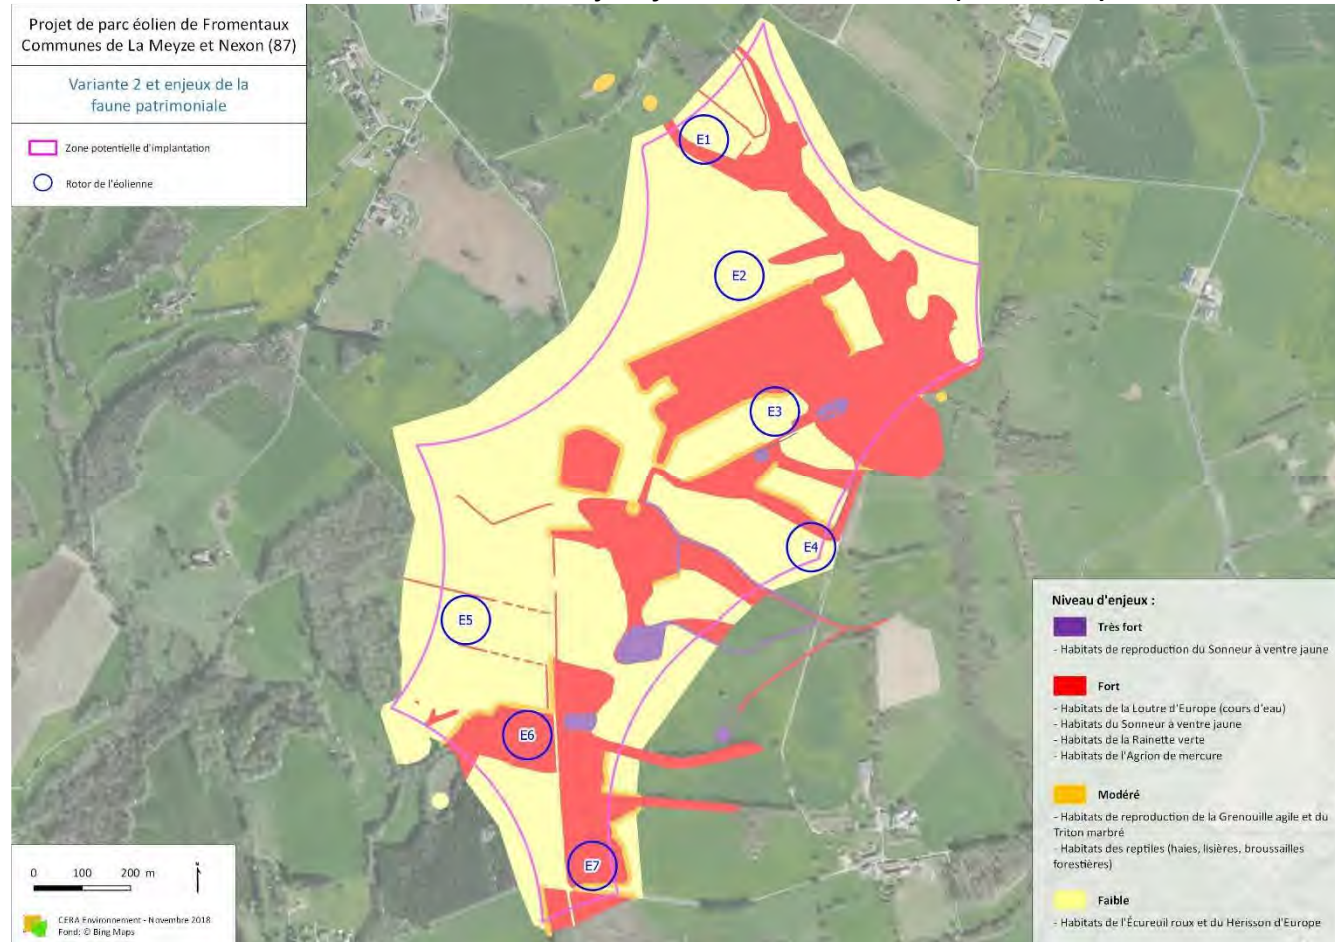 Projet de parc éolien de Fromentaux
Communes de La Meyze et Nexon (87)
Variante 2 et enjeux de la
faune patrimoniale
Zone potentielle d'implantation
Rotor de l'éolienne
E1
E2
E3
E4
E5
E6
E7
Niveau d'enjeux :
Très fort
- Habitats de reproduction du Sonneur à ventre jaune
Fort
- Habitats de la Loutre d'Europe (cours d'eau)
- Habitats du Sonneur à ventre jaune
- Habitats de la Rainette verte
- Habitats de l'Agrion de mercure
Modéré
- Habitats de reproduction de la Grenouille agile et du
Triton marbré
- Habitats des reptiles (haies, lisières, broussailles
forestières)
Faible
- Habitats de l'Écureuil roux et du Hérisson d'Europe
0 100 200 m
CERA Environnement - Novembre 2018
Fond: © Bing Maps